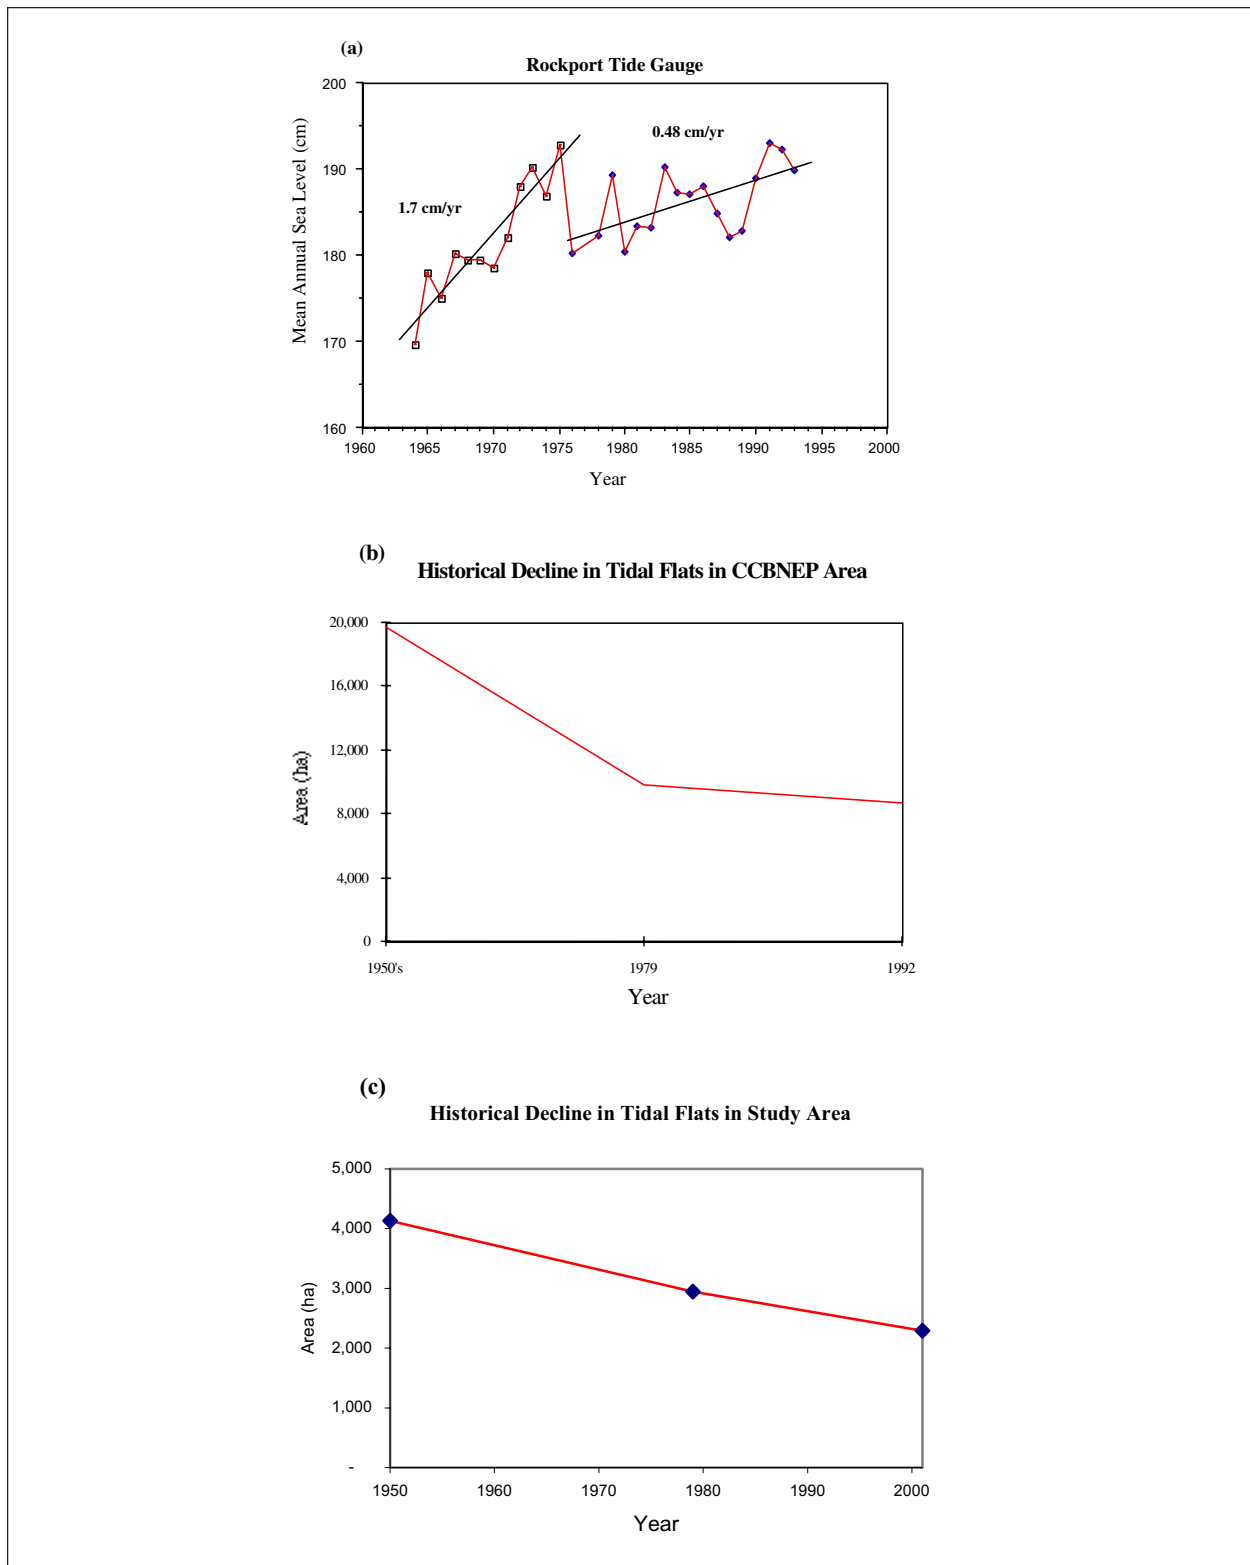 (a)
Rockport Tide Gauge
200
190
180
170
160
Mean Annual Sea Level (cm)
1.7 cm/yr
0.48 cm/yr
1960 1965 1970 1975 1980 1985 1990 1995 2000
Year
(b)
Historical Decline in Tidal Flats in CCBNEP Area
20,000
16,000
12,000
8,000
4,000
0
Area (ha)
1950's 1979 1992
Year
(c)
Historical Decline in Tidal Flats in Study Area
5,000
4,000
3,000
2,000
1,000
-
Area (ha)
1950 1960 1970 1980 1990 2000
Year